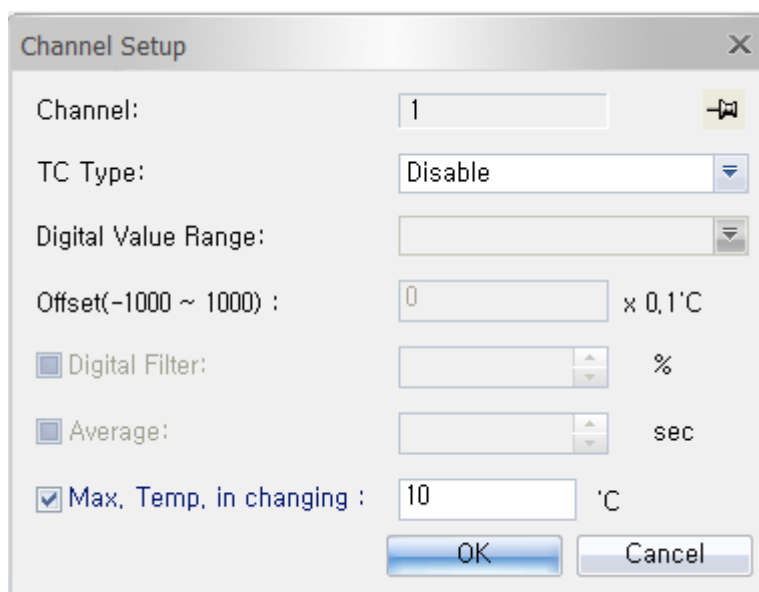 Channel Setup
Channel: 1
TC Type: Disable
Digital Value Range:
Offset(-1000 ~ 1000) : 0 x 0.1'C
Digital Filter: %
Average: sec
Max. Temp. in changing : 10 'C
OK Cancel